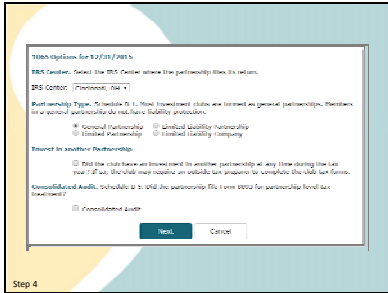 1065 Options for 12/31/2015
IRS Center. Select the IRS Center where the partnership files its return.
IRS Center: Cincinnati, OH
Partnership Type. Schedule B 1. Most investment clubs are formed as general partnerships. Members
in a general partnership do not have liability protection.
General Partnership Limited Liability Partnership
Limited Partnership Limited Liability Company
Invest in another Partnership.
Did the club have an investment in another partnership at any time during the tax
year? If so, the club may require an outside tax preparer to complete the club tax forms.
Consolidated Audit. Schedule B 5. Did the partnership file Form 8893 for partnership level tax
treatment?
Consolidated Audit
Next Cancel
Step 4